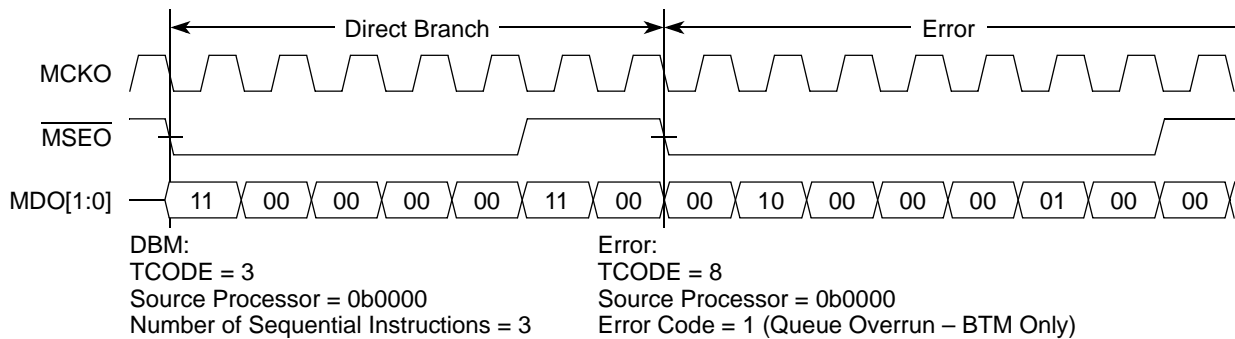 Direct Branch Error
MCKO
MSEO
MDO[1:0] 11 00 00 00 00 11 00 00 10 00 00 00 01 00 00
DBM:
TCODE = 3
Source Processor = 0b0000
Number of Sequential Instructions = 3
Error:
TCODE = 8
Source Processor = 0b0000
Error Code = 1 (Queue Overrun – BTM Only)